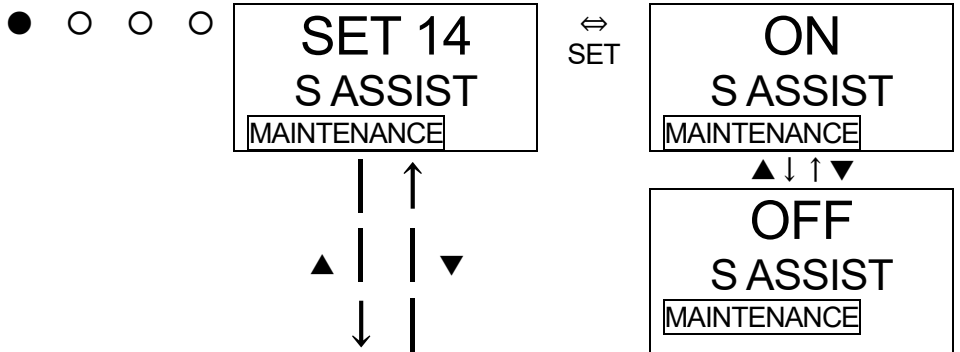 ● ○ ○ ○
SET 14
S ASSIST
MAINTENANCE
⇔
SET
ON
S ASSIST
MAINTENANCE
▲↓↑▼
OFF
S ASSIST
MAINTENANCE
▲ ↓ ↑ ▼